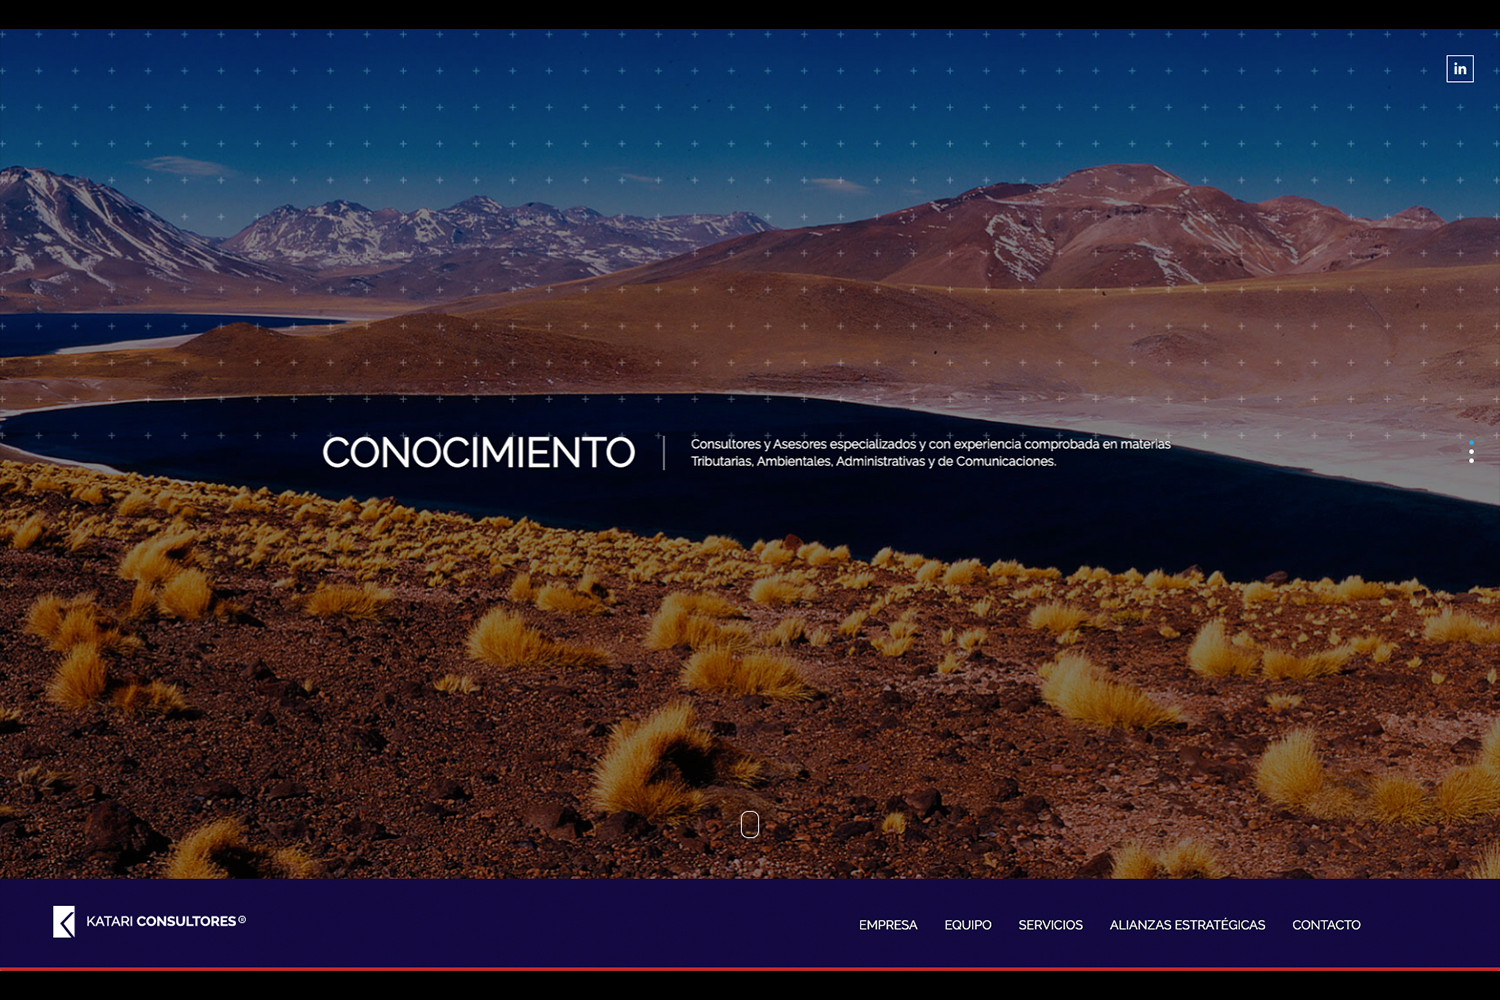 in
CONOCIMIENTO
Consultores y Asesores especializados y con experiencia comprobada en materias
Tributarias, Ambientales, Administrativas y de Comunicaciones.
KATARI CONSULTORES®
EMPRESA EQUIPO SERVICIOS ALIANZAS ESTRATÉGICAS CONTACTO